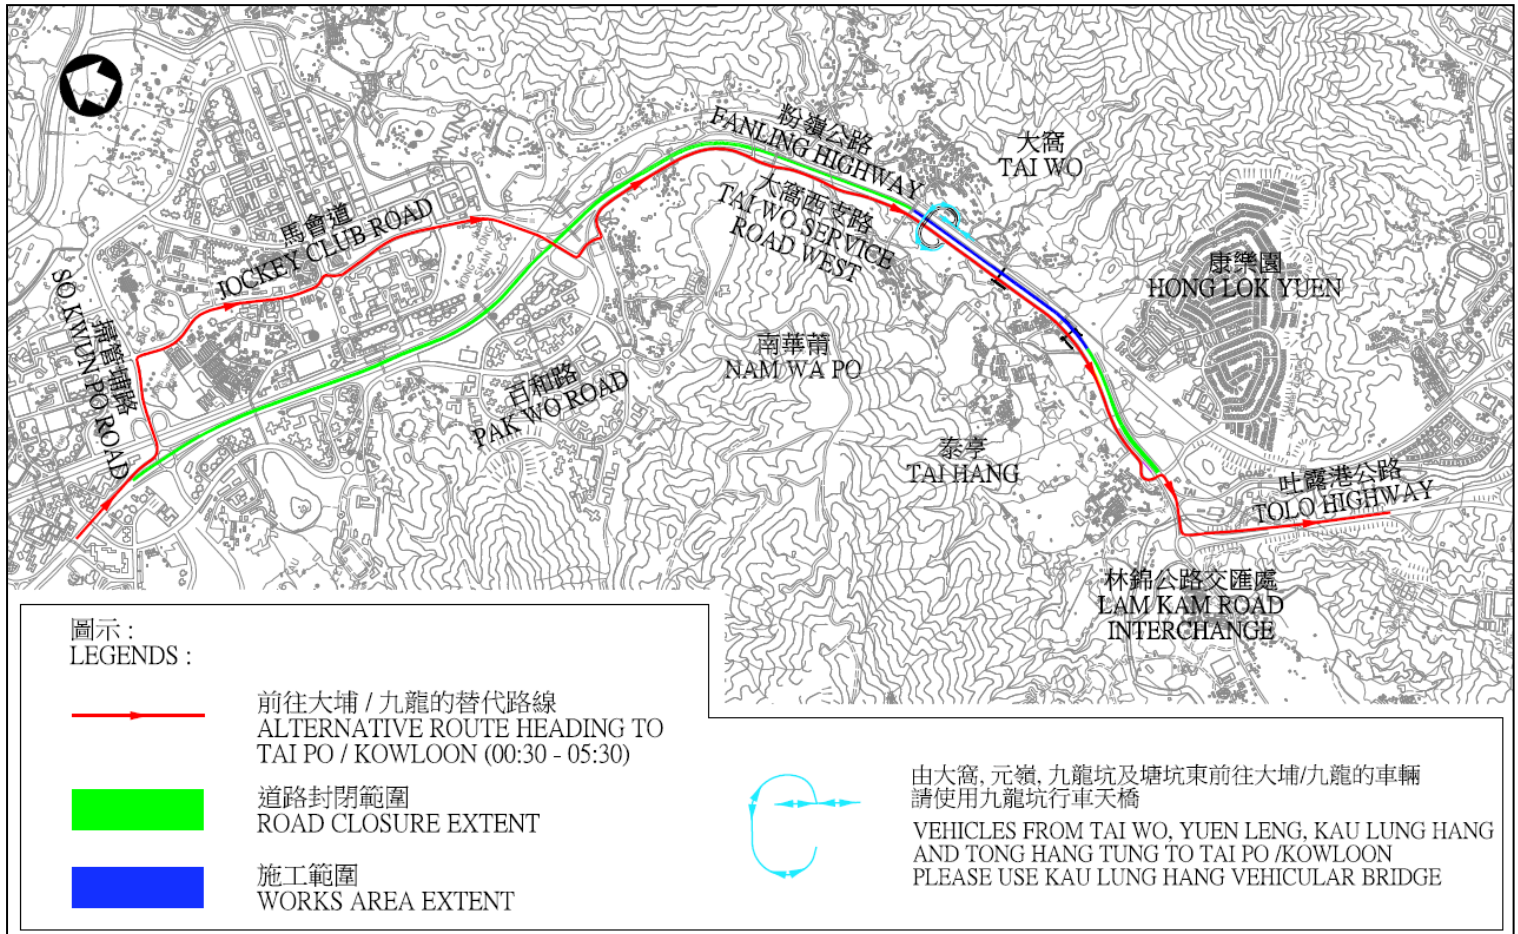 粉嶺公路
FANLING HIGHWAY
大窩
TAI WO
大窩西支路
TAI WO SERVICE
ROAD WEST
馬會道
JOCKEY CLUB ROAD
掃管埔路
SO KWUN PO ROAD
康樂園
HONG LOK YUEN
南華莆
NAM WA PO
百和路
PAK WO ROAD
泰亨
TAI HANG
吐露港公路
TOLO HIGHWAY
林錦公路交匯處
LAM KAM ROAD
INTERCHANGE
圖示 :
LEGENDS :
前往大埔 / 九龍的替代路線
ALTERNATIVE ROUTE HEADING TO
TAI PO / KOWLOON (00:30 - 05:30)
道路封閉範圍
ROAD CLOSURE EXTENT
施工範圍
WORKS AREA EXTENT
由大窩, 元嶺, 九龍坑及塘坑東前往大埔/九龍的車輛
請使用九龍坑行車天橋
VEHICLES FROM TAI WO, YUEN LENG, KAU LUNG HANG
AND TONG HANG TUNG TO TAI PO /KOWLOON
PLEASE USE KAU LUNG HANG VEHICULAR BRIDGE